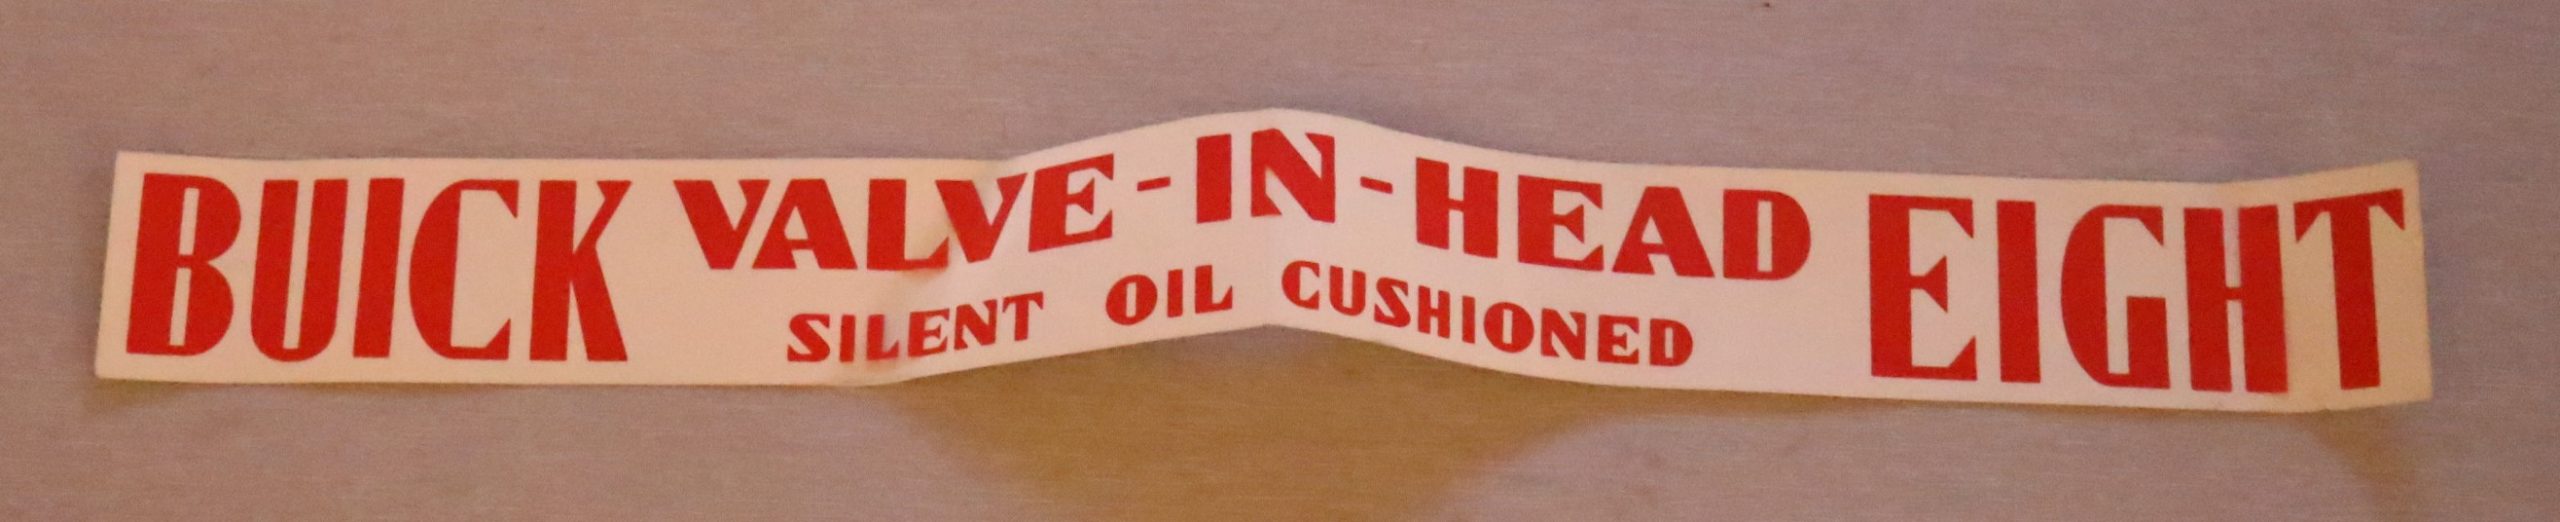 BUICK VALVE-IN-HEAD EIGHT
SILENT OIL CUSHIONED